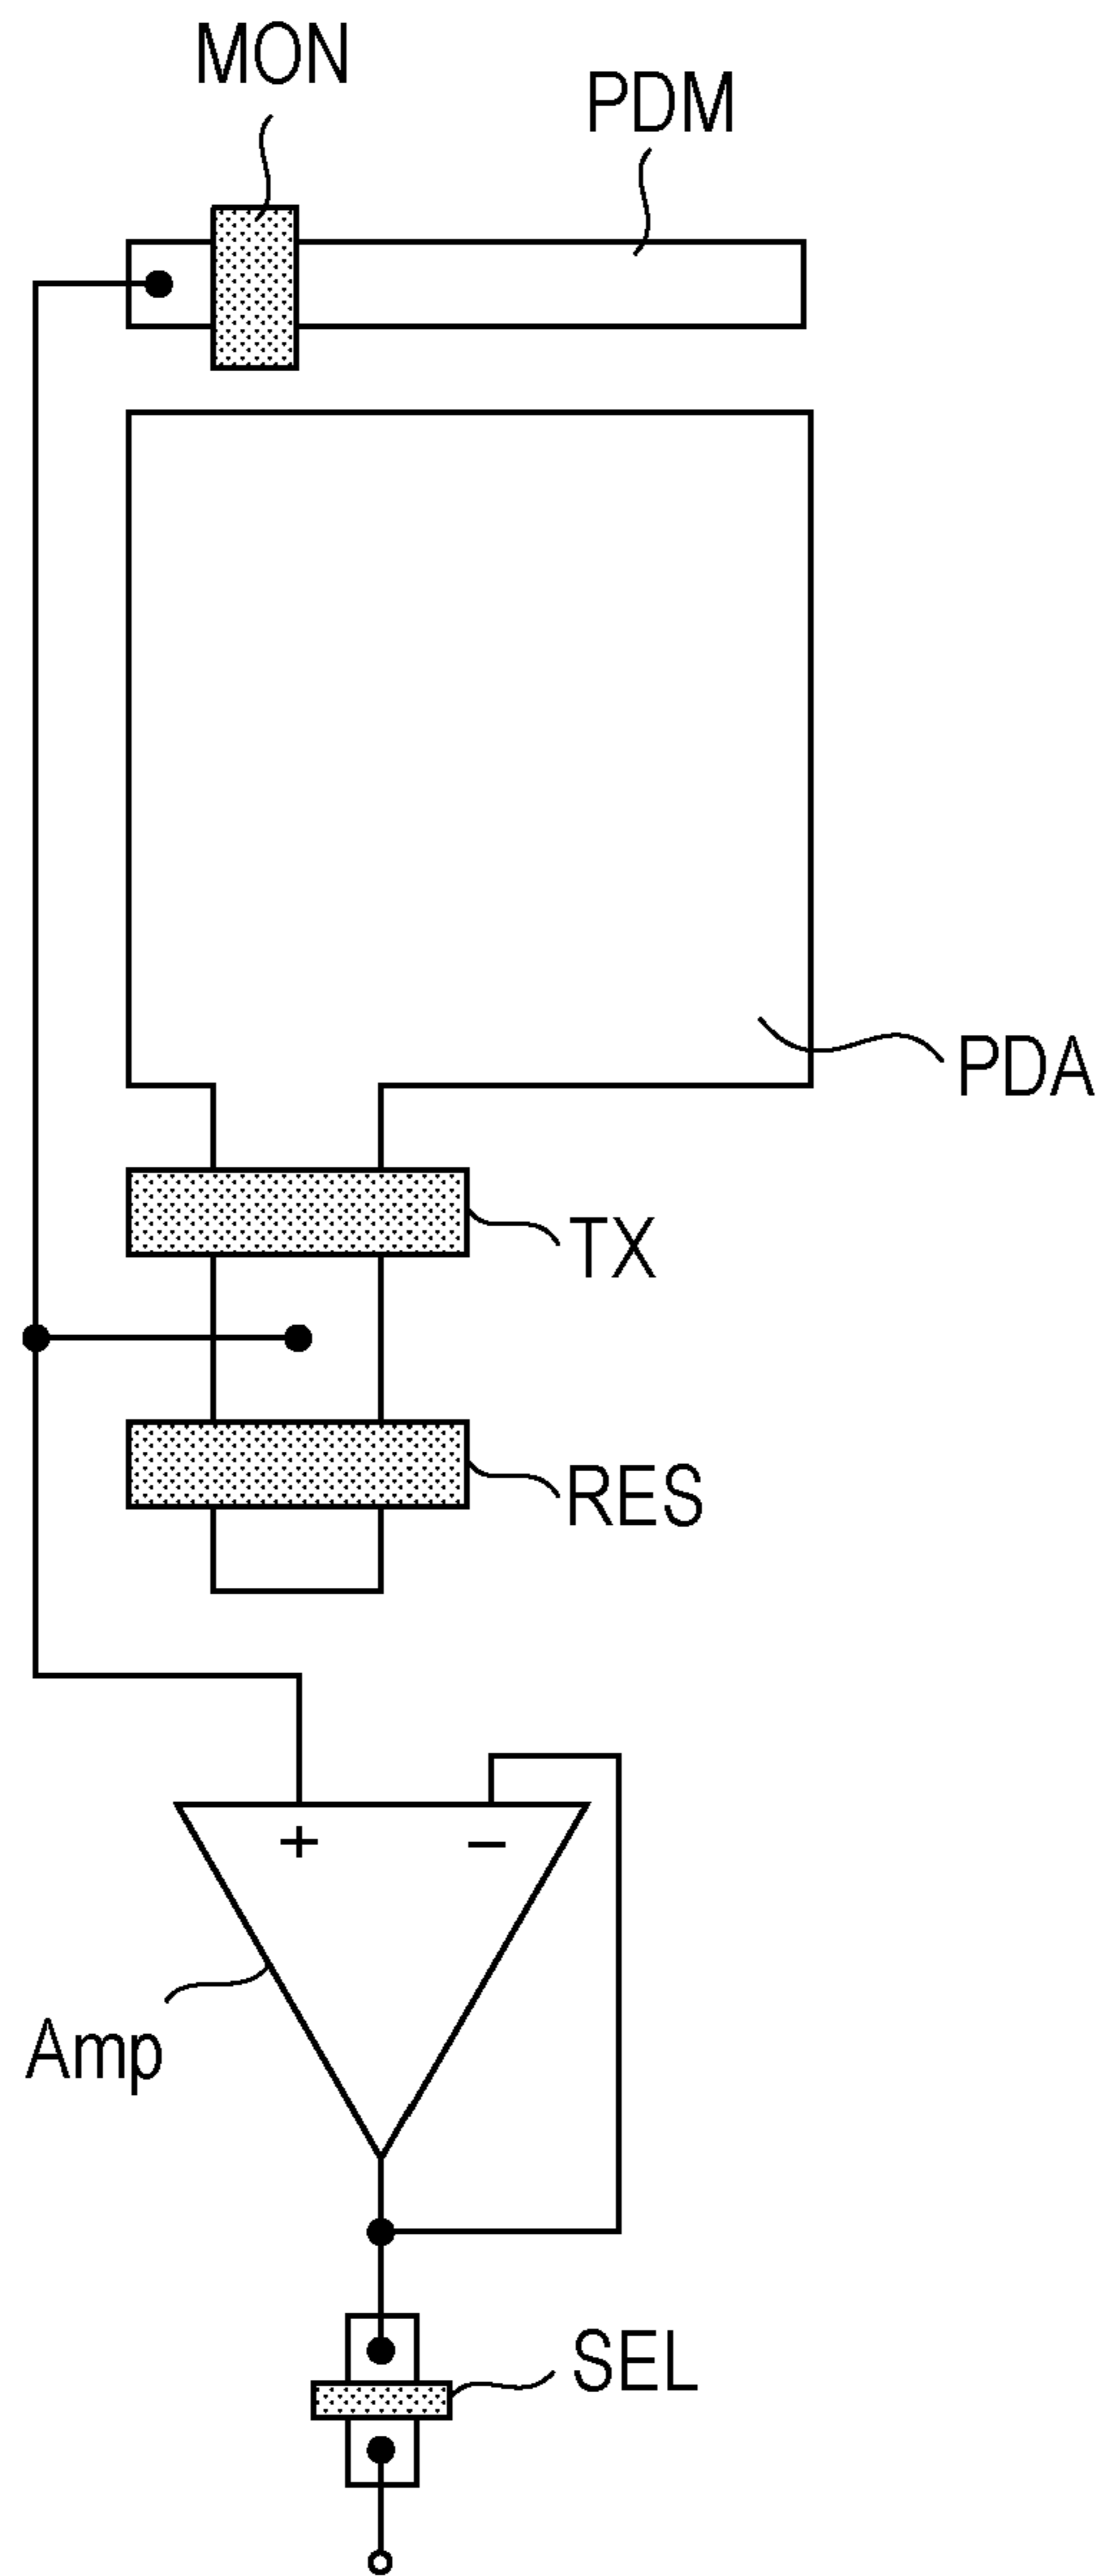 MON
PDM
PDA
TX
RES
+ −
Amp
SEL